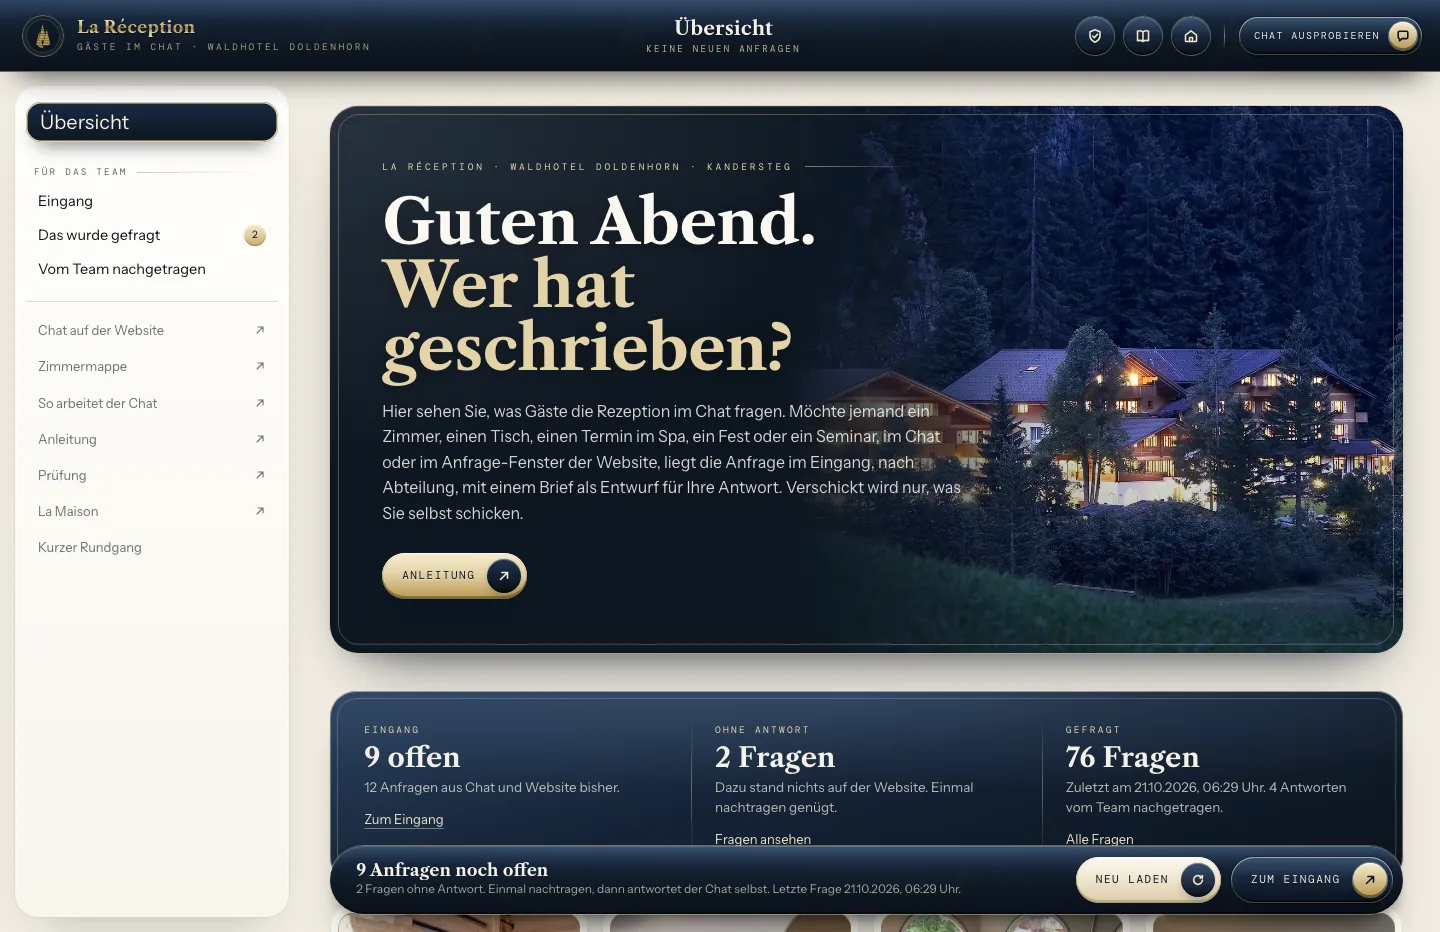 La Réception
GÄSTE IM CHAT · WALDHOTEL DOLDENHORN
Übersicht
KEINE NEUEN ANFRAGEN
CHAT AUSPROBIEREN
Übersicht
FÜR DAS TEAM
Eingang
Das wurde gefragt
2
Vom Team nachgetragen
Chat auf der Website
Zimmermappe
So arbeitet der Chat
Anleitung
Prüfung
La Maison
Kurzer Rundgang
LA RÉCEPTION · WALDHOTEL DOLDENHORN · KANDERSTEG
Guten Abend.
Wer hat
geschrieben?
Hier sehen Sie, was Gäste die Rezeption im Chat fragen. Möchte jemand ein
Zimmer, einen Tisch, einen Termin im Spa, ein Fest oder ein Seminar, im Chat
oder im Anfrage-Fenster der Website, liegt die Anfrage im Eingang, nach
Abteilung, mit einem Brief als Entwurf für Ihre Antwort. Verschickt wird nur, was
Sie selbst schicken.
ANLEITUNG
EINGANG
9 offen
12 Anfragen aus Chat und Website bisher.
Zum Eingang
OHNE ANTWORT
2 Fragen
Dazu stand nichts auf der Website. Einmal
nachtragen genügt.
Fragen ansehen
GEFRAGT
76 Fragen
Zuletzt am 21.10.2026, 06:29 Uhr. 4 Antworten
vom Team nachgetragen.
Alle Fragen
9 Anfragen noch offen
2 Fragen ohne Antwort. Einmal nachtragen, dann antwortet der Chat selbst. Letzte Frage 21.10.2026, 06:29 Uhr.
NEU LADEN
ZUM EINGANG